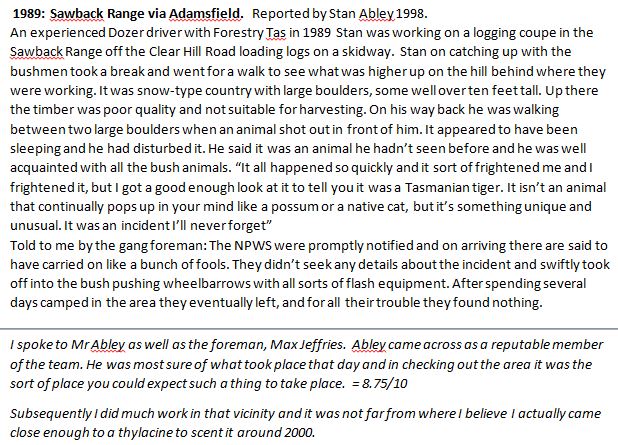 1989: Sawback Range via Adamsfield.   Reported by Stan Abley 1998.
An experienced Dozer driver with Forestry Tas in 1989 Stan was working on a logging coupe in the
Sawback Range off the Clear Hill Road loading logs on a skidway.  Stan on catching up with the
bushmen took a break and went for a walk to see what was higher up on the hill behind where they
were working. It was snow-type country with large boulders, some well over ten feet tall. Up there
the timber was poor quality and not suitable for harvesting. On his way back he was walking
between two large boulders when an animal shot out in front of him. It appeared to have been
sleeping and he had disturbed it. He said it was an animal he hadn't seen before and he was well
acquainted with all the bush animals. “It all happened so quickly and it sort of frightened me and I
frightened it, but I got a good enough look at it to tell you it was a Tasmanian tiger. It isn't an animal
that continually pops up in your mind like a possum or a native cat, but it's something unique and
unusual. It was an incident I'll never forget”
Told to me by the gang foreman: The NPWS were promptly notified and on arriving there are said to
have carried on like a bunch of fools. They didn't seek any details about the incident and swiftly took
off into the bush pushing wheelbarrows with all sorts of flash equipment. After spending several
days camped in the area they eventually left, and for all their trouble they found nothing.
I spoke to Mr Abley as well as the foreman, Max Jeffries.  Abley came across as a reputable member
of the team. He was most sure of what took place that day and in checking out the area it was the
sort of place you could expect such a thing to take place.  = 8.75/10
Subsequently I did much work in that vicinity and it was not far from where I believe I actually came
close enough to a thylacine to scent it around 2000.